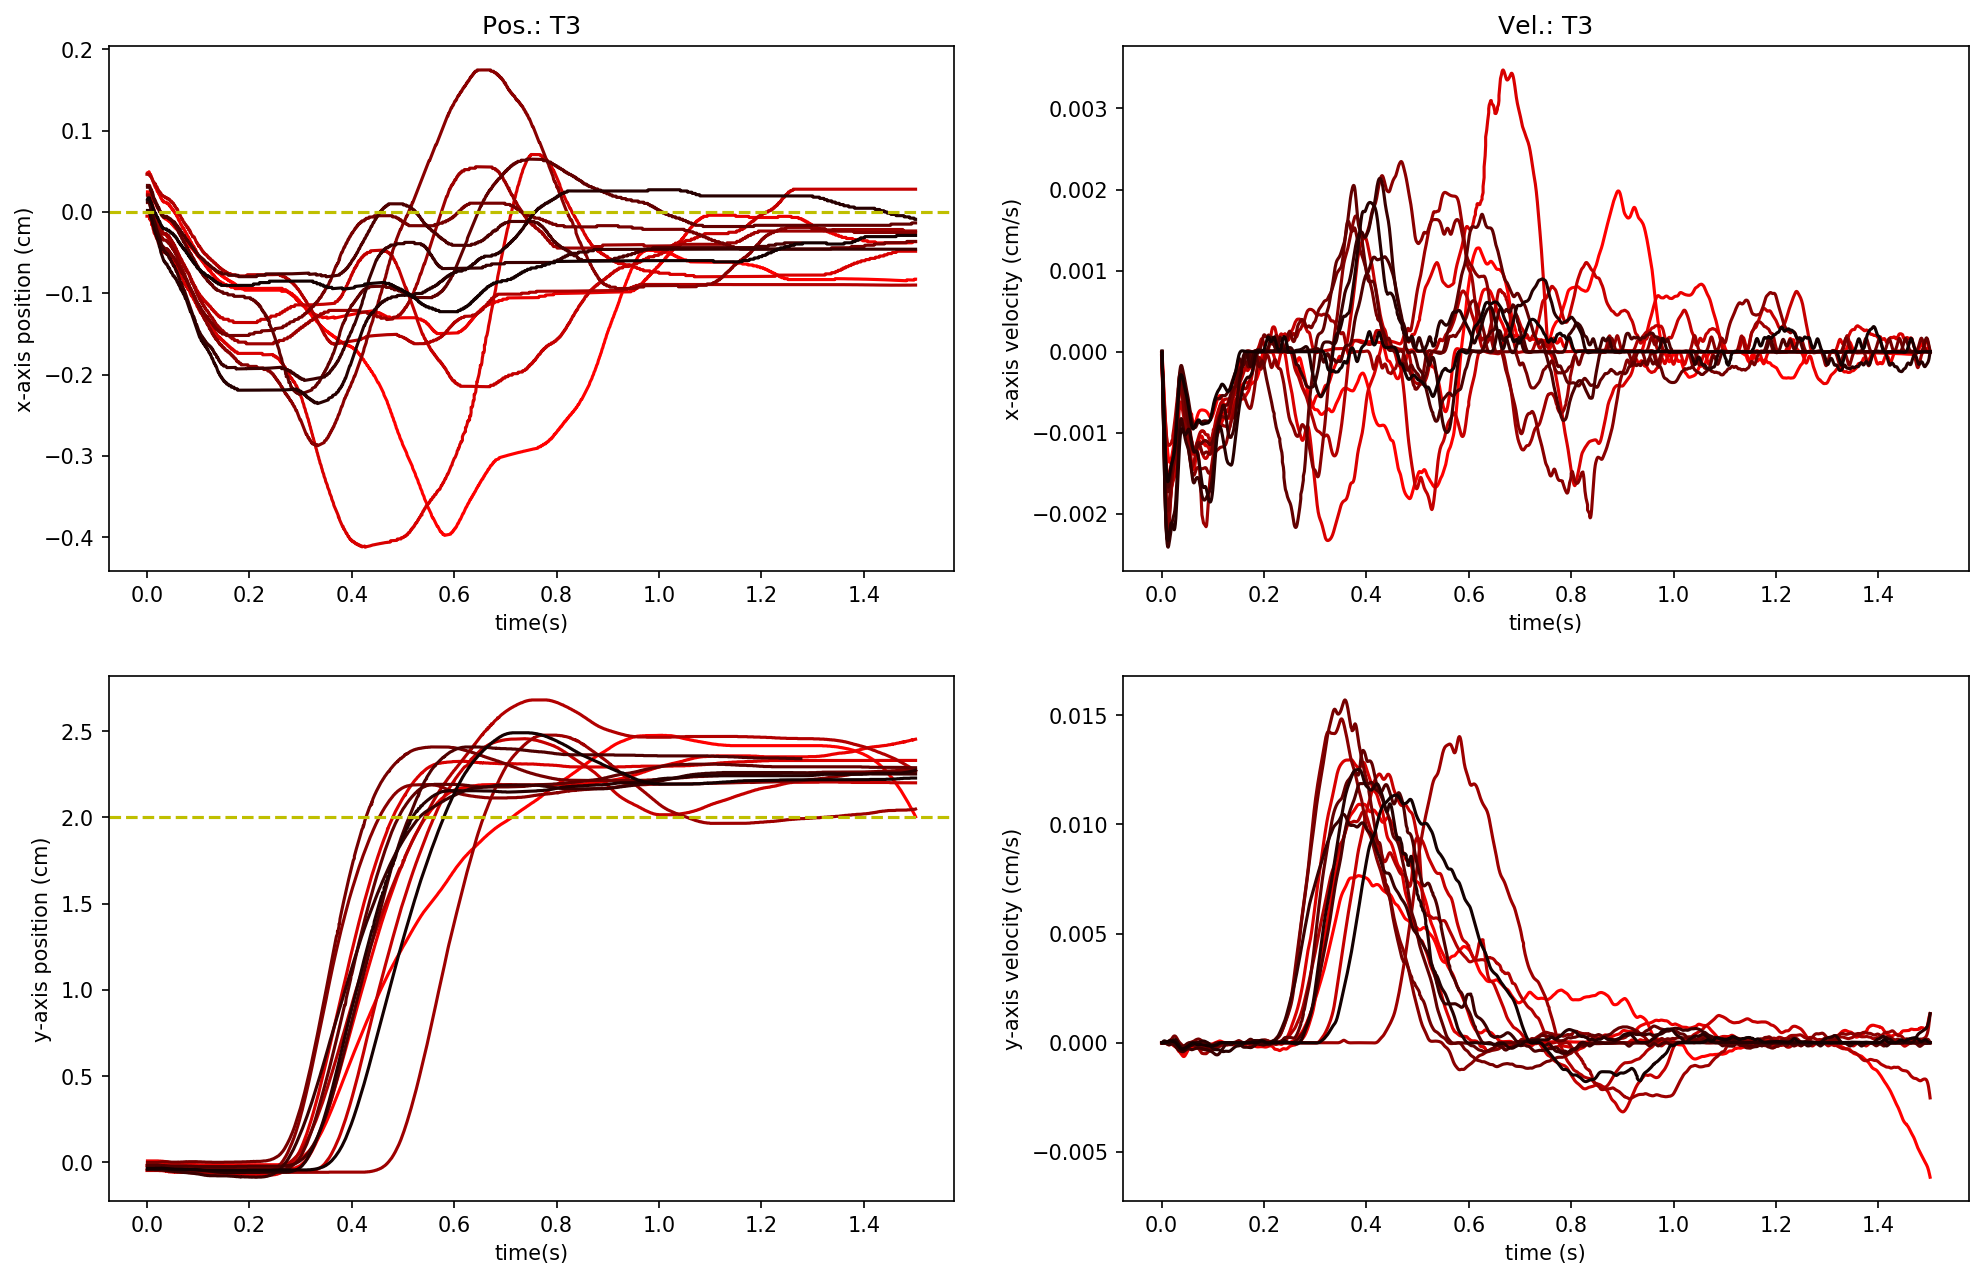 Pos.: T3
0.2
0.1
0.0
−0.1
−0.2
−0.3
−0.4
x-axis position (cm)
0.0 0.2 0.4 0.6 0.8 1.0 1.2 1.4
time(s)
Vel.: T3
0.003
0.002
0.001
0.000
−0.001
−0.002
x-axis velocity (cm/s)
0.0 0.2 0.4 0.6 0.8 1.0 1.2 1.4
time(s)
2.5
2.0
1.5
1.0
0.5
0.0
y-axis position (cm)
0.0 0.2 0.4 0.6 0.8 1.0 1.2 1.4
time(s)
0.015
0.010
0.005
0.000
−0.005
y-axis velocity (cm/s)
0.0 0.2 0.4 0.6 0.8 1.0 1.2 1.4
time (s)